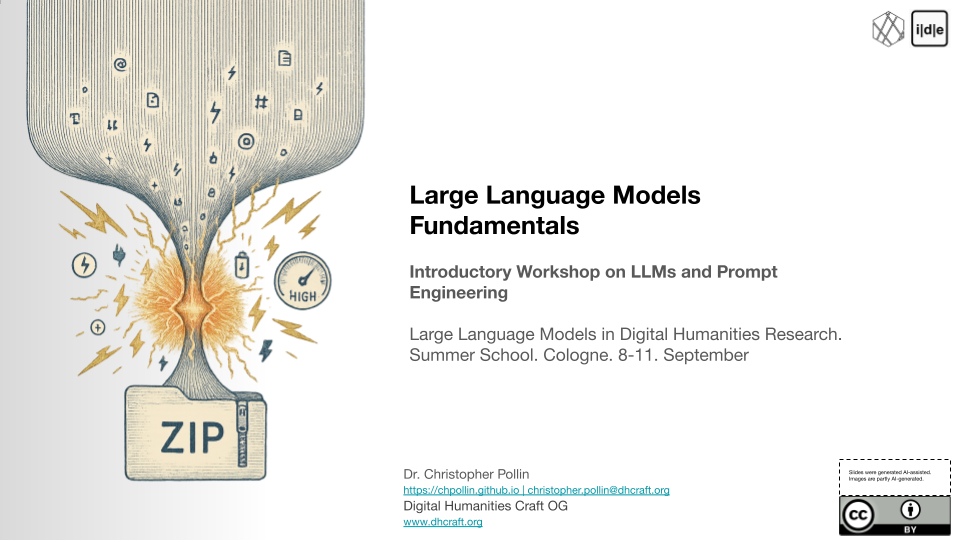 i|d|e
@
#
T
"
HIGH
ZIP
Large Language Models
Fundamentals
Introductory Workshop on LLMs and Prompt
Engineering
Large Language Models in Digital Humanities Research.
Summer School. Cologne. 8-11. September
Dr. Christopher Pollin
https://chpollin.github.io | christopher.pollin@dhcraft.org
Digital Humanities Craft OG
www.dhcraft.org
Slides were generated AI-assisted.
Images are partly AI-generated.
CC
BY